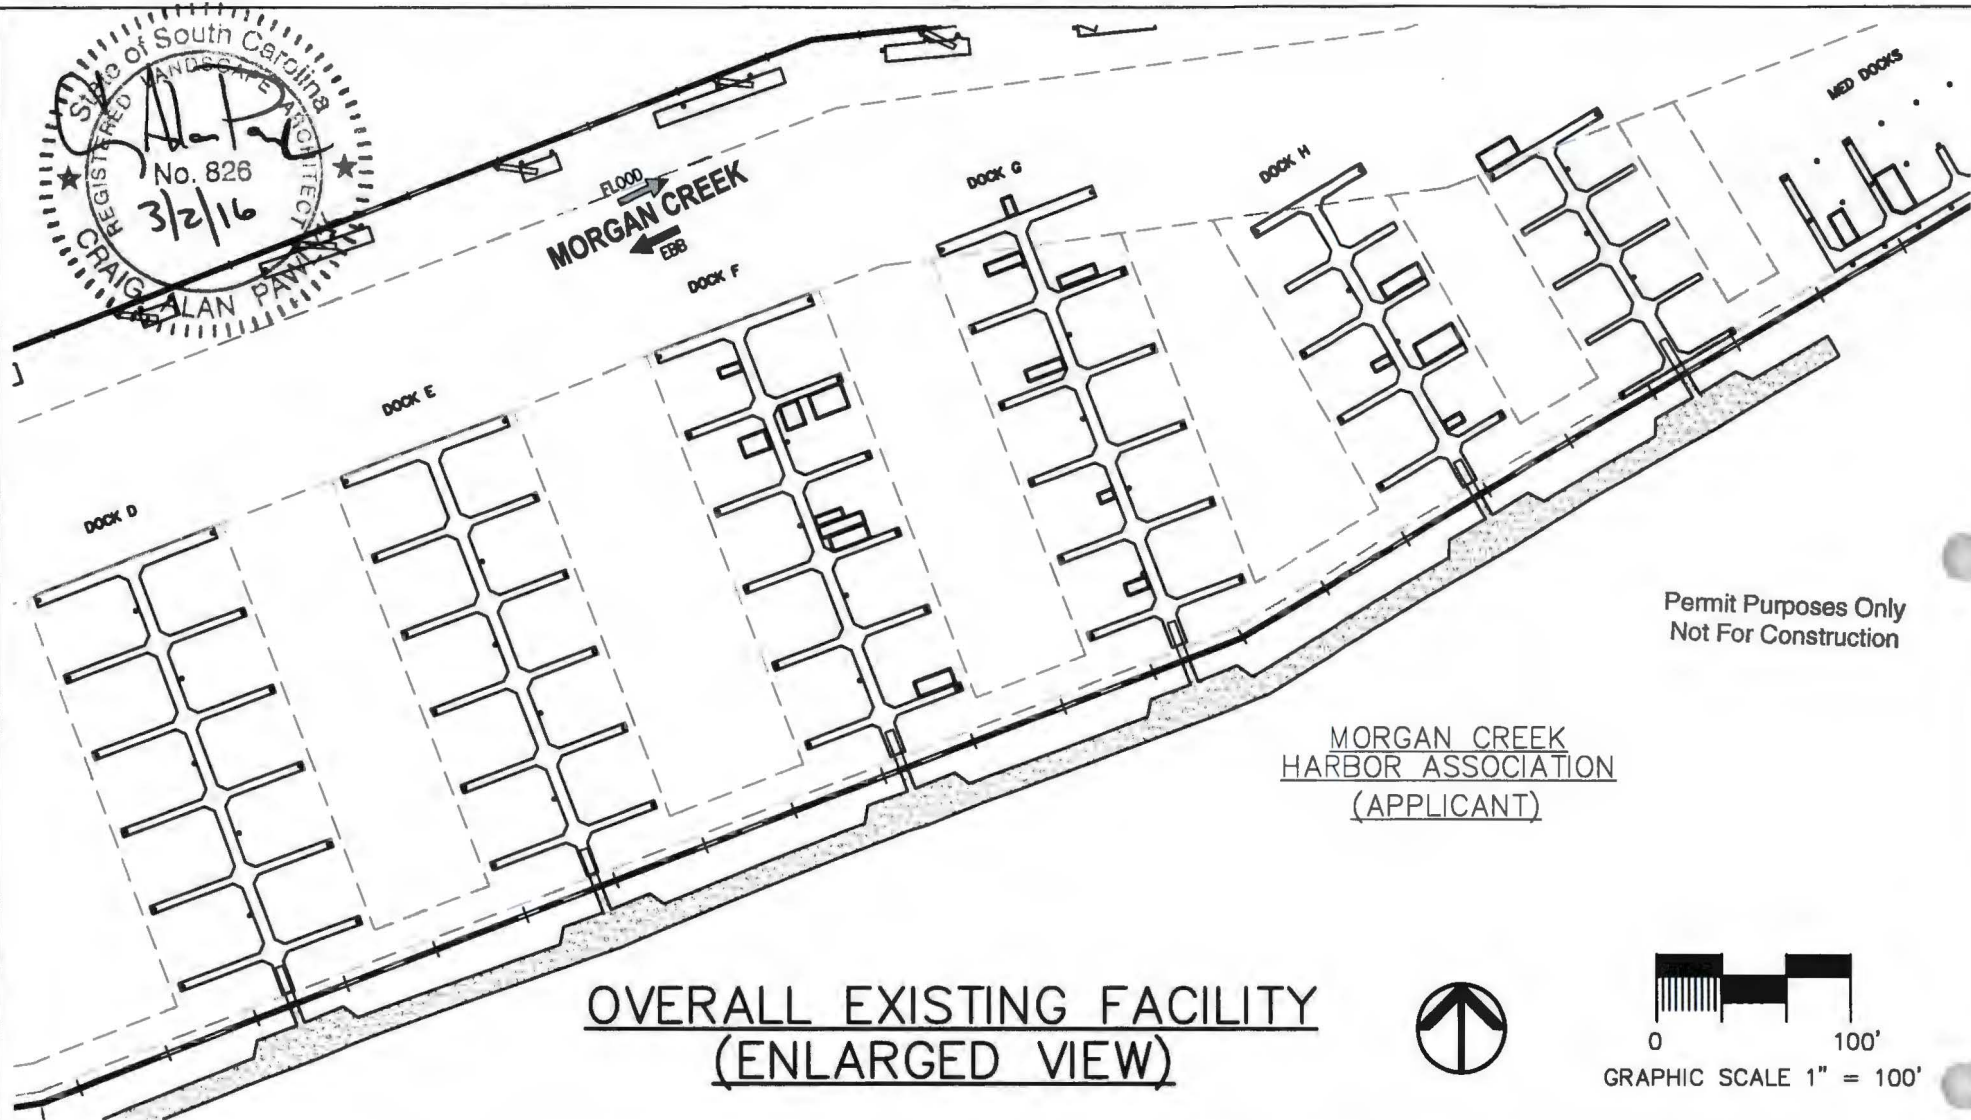 State of South Carolina
REGISTERED LANDSCAPE ARCHITECT
No. 826
3/2/16
CRAIG ALAN
MED DOCKS
DOCK H
DOCK G
FLOOD
MORGAN CREEK
EBB
DOCK F
DOCK E
DOCK D
Permit Purposes Only
Not For Construction
MORGAN CREEK
HARBOR ASSOCIATION
(APPLICANT)
OVERALL EXISTING FACILITY
(ENLARGED VIEW)
0 100'
GRAPHIC SCALE 1" = 100'